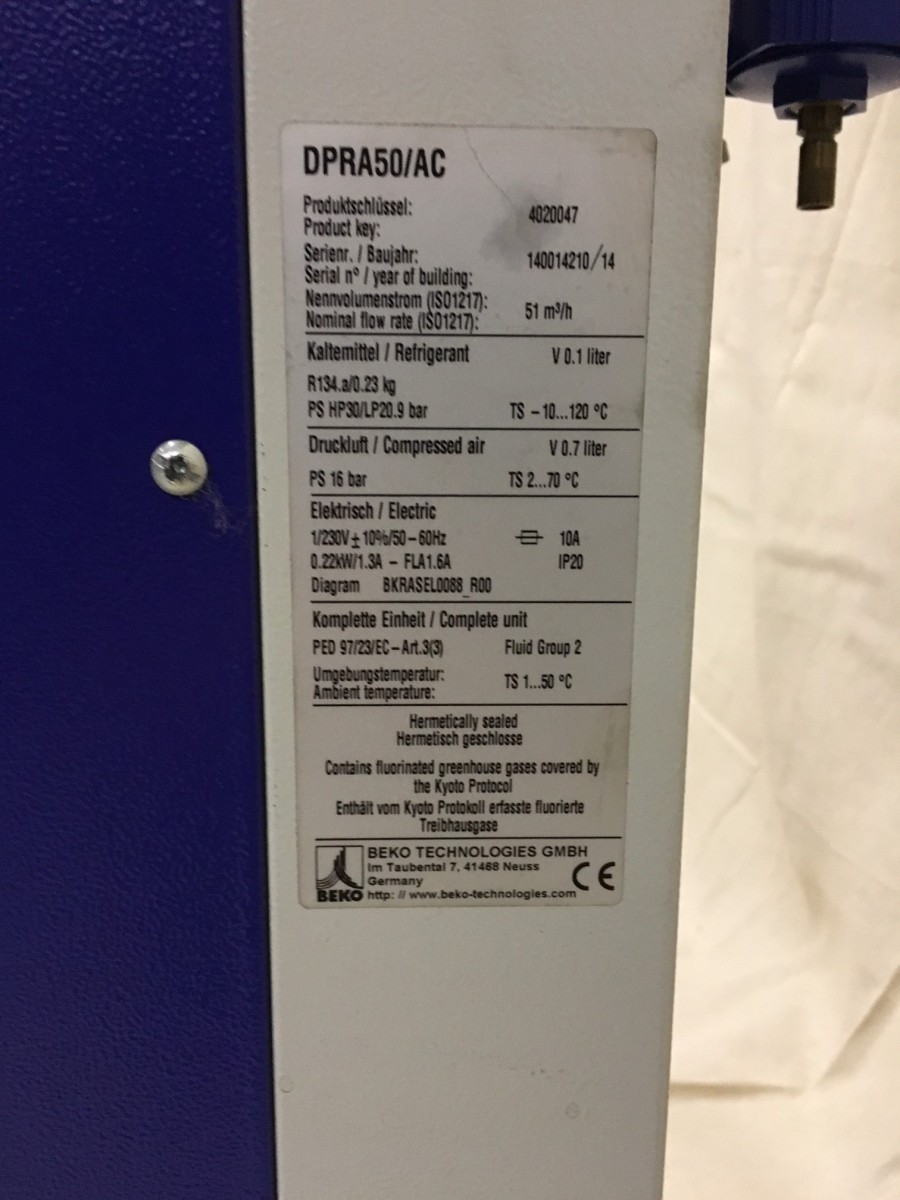 DPRA50/AC
Produktschlüssel:
Product key: 4020047
Serienr. / Baujahr:
Serial n° / year of building: 140014210/14
Nennvolumenstrom (ISO1217):
Nominal flow rate (ISO1217): 51 m³/h
Kaltemittel / Refrigerant V 0.1 liter
R134.a/0.23 kg
PS HP30/LP20.9 bar TS -10...120 °C
Druckluft / Compressed air V 0.7 liter
PS 16 bar TS 2...70 °C
Elektrisch / Electric
1/230V ± 10%/50-60Hz 10A
0.22kW/1.3A - FLA1.6A IP20
Diagram BKRASEL0088_R00
Komplette Einheit / Complete unit
PED 97/23/EC-Art.3(3) Fluid Group 2
Umgebungstemperatur:
Ambient temperature: TS 1...50 °C
Hermetically sealed
Hermetisch geschlosse
Contains fluorinated greenhouse gases covered by
the Kyoto Protocol
Enthält vom Kyoto Protokoll erfasste fluorierte
Treibhausgase
BEKO TECHNOLOGIES GMBH
Im Taubental 7, 41468 Neuss
Germany
BEKO http: // www.beko-technologies.com CE